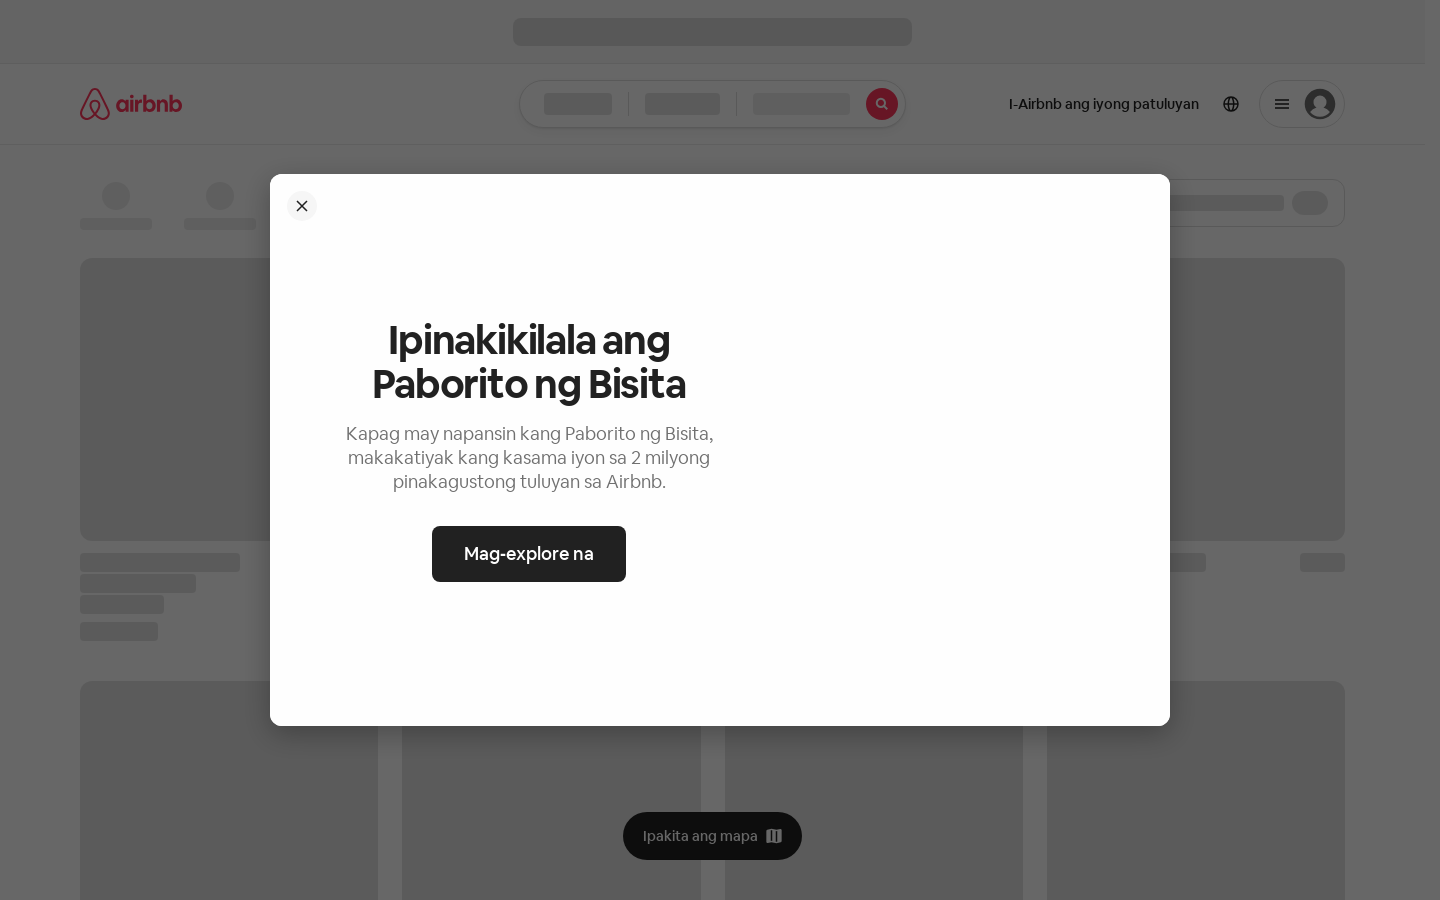 airbnb
I-Airbnb ang iyong patuluyan
Ipinakikilala ang
Paborito ng Bisita
Kapag may napansin kang Paborito ng Bisita,
makakatiyak kang kasama iyon sa 2 milyong
pinakagustong tuluyan sa Airbnb.
Mag-explore na
Ipakita ang mapa